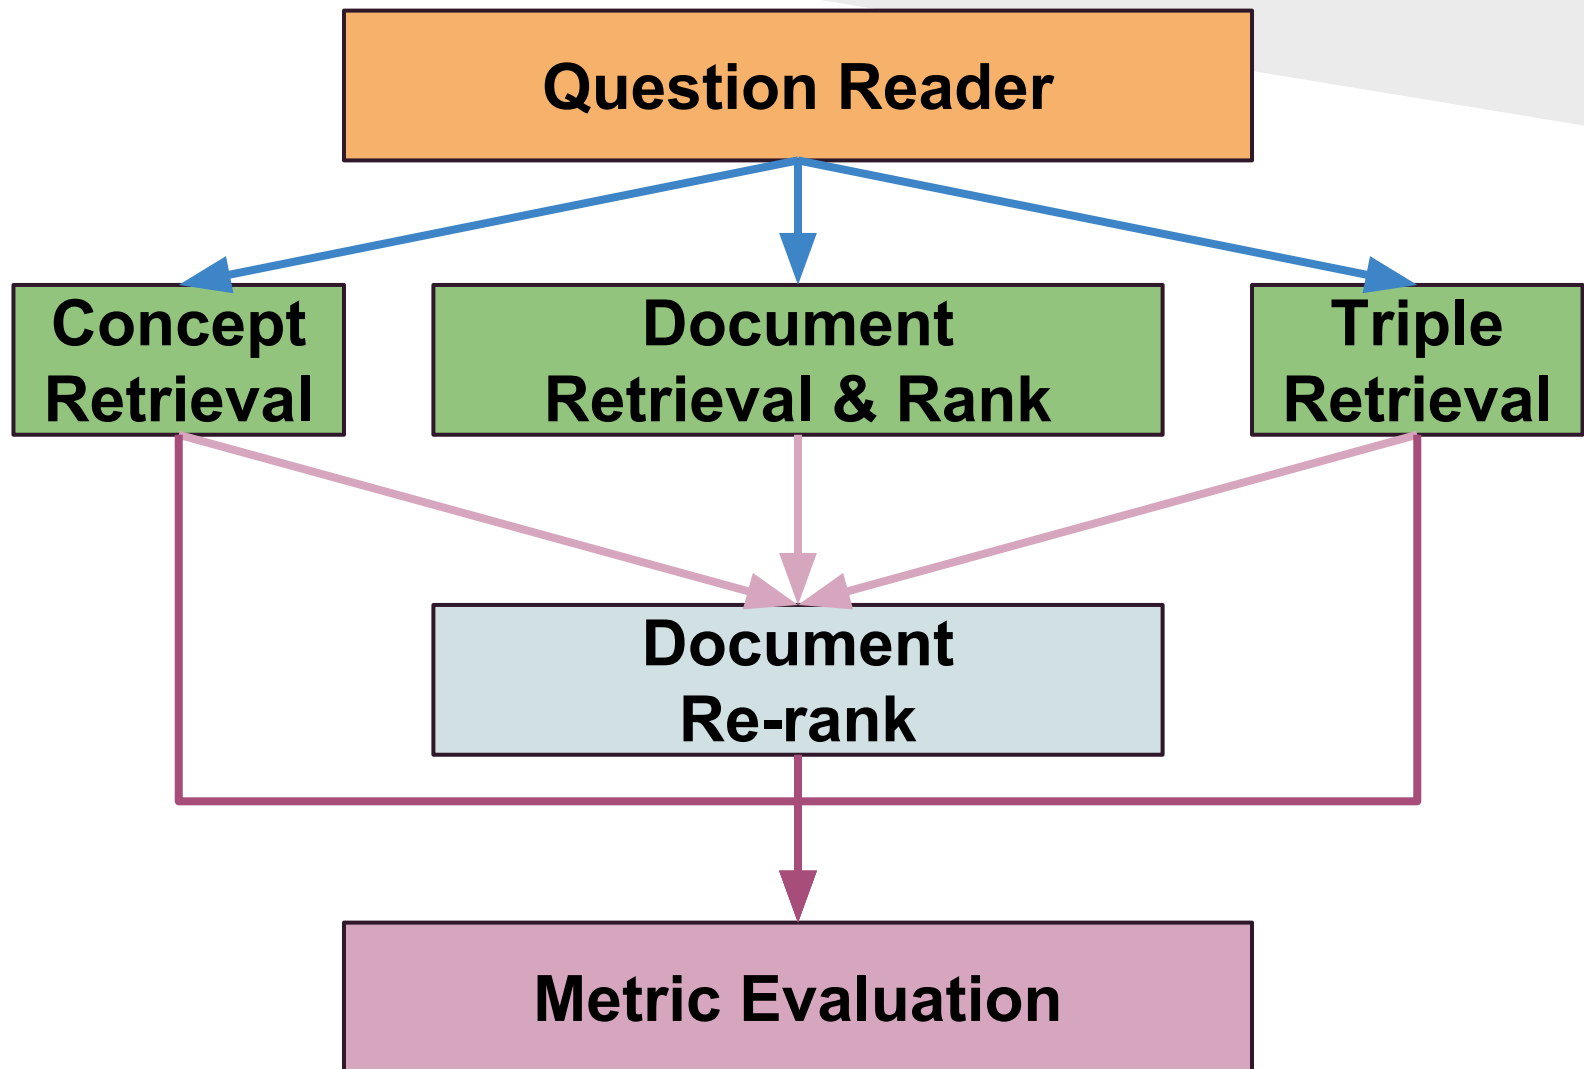 Question Reader
Concept
Retrieval
Document
Retrieval & Rank
Triple
Retrieval
Document
Re-rank
Metric Evaluation